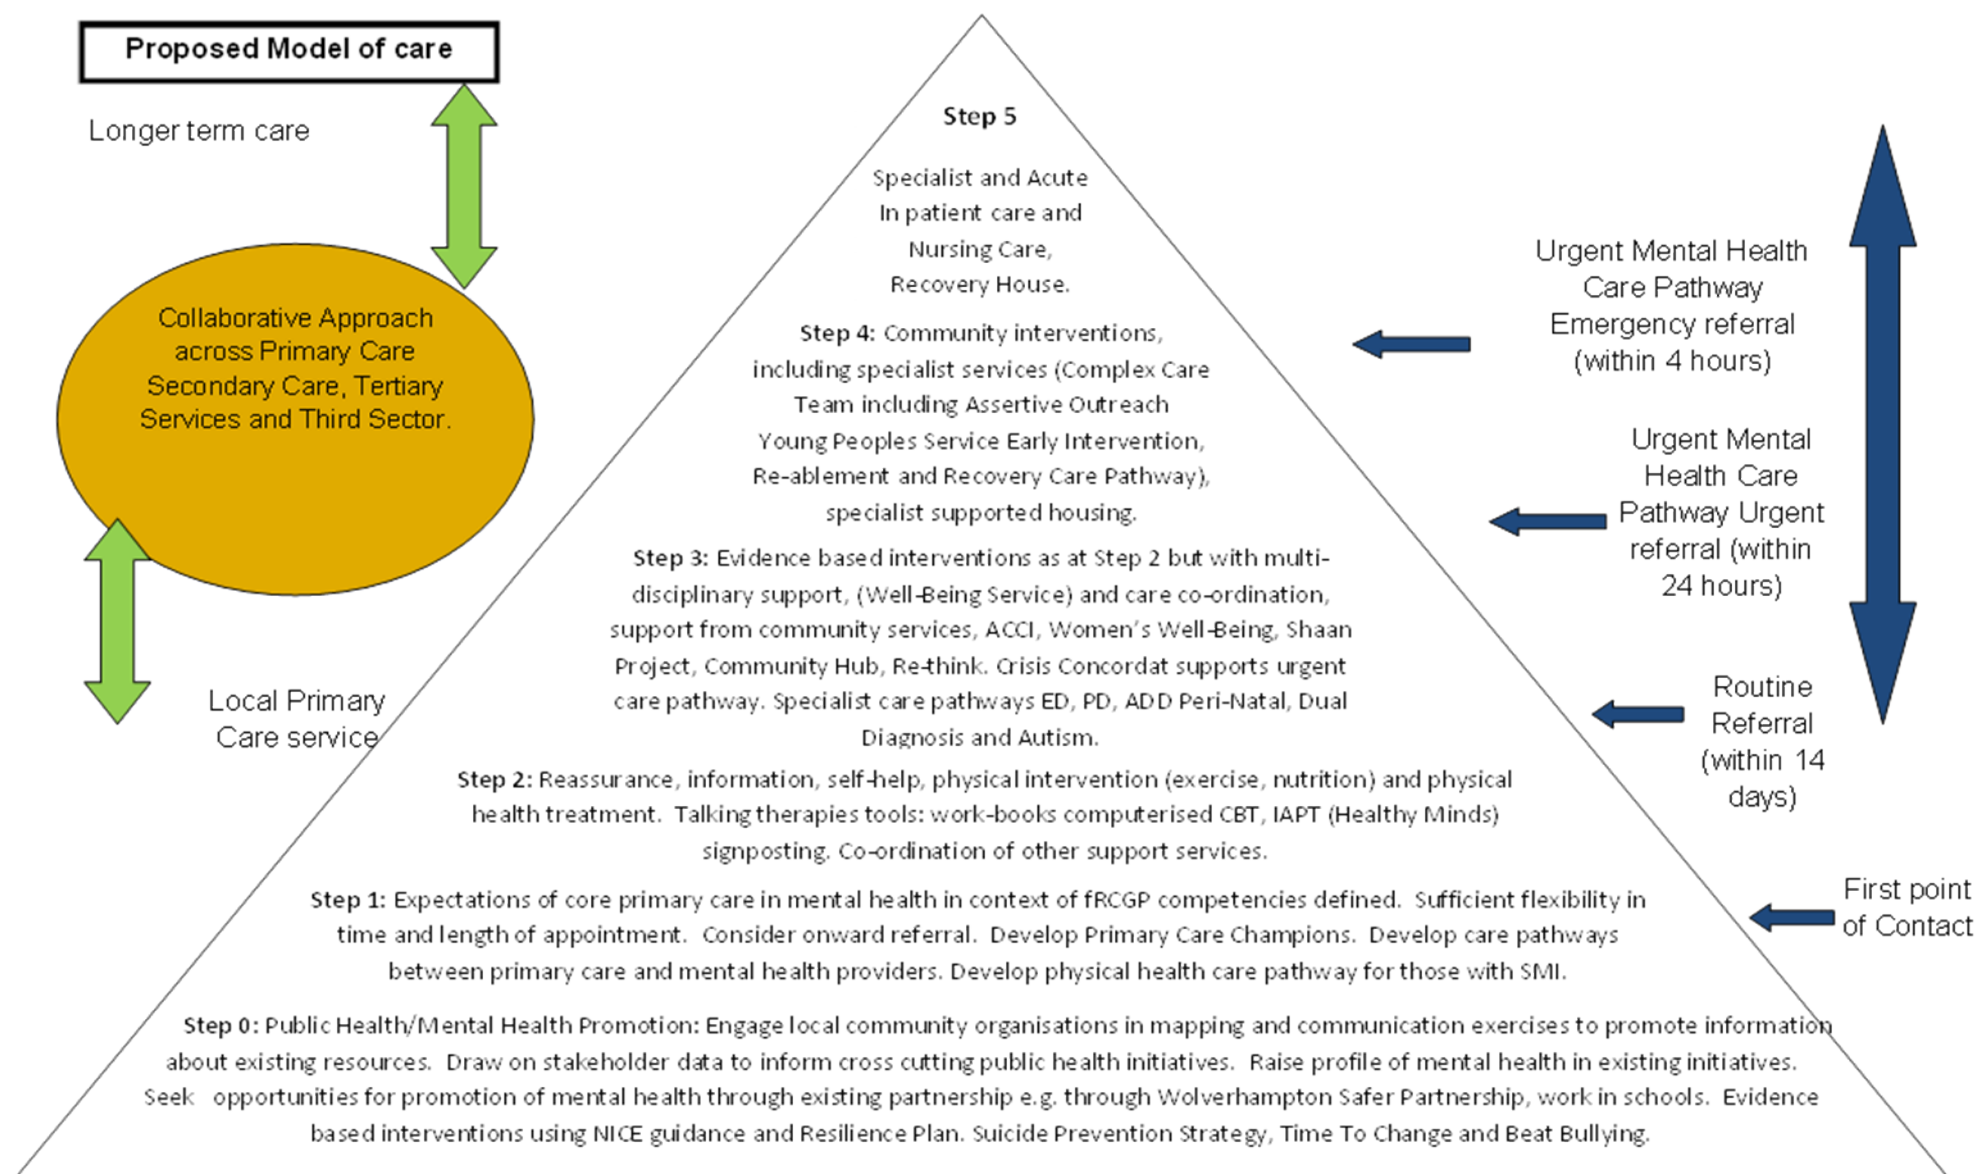 Proposed Model of care
Longer term care
Collaborative Approach
across Primary Care
Secondary Care, Tertiary
Services and Third Sector.
Local Primary
Care service
Step 5
Specialist and Acute
In patient care and
Nursing Care,
Recovery House.
Step 4: Community interventions,
including specialist services (Complex Care
Team including Assertive Outreach
Young Peoples Service Early Intervention,
Re-ablement and Recovery Care Pathway),
specialist supported housing.
Step 3: Evidence based interventions as at Step 2 but with multi-
disciplinary support, (Well-Being Service) and care co-ordination,
support from community services, ACCI, Women's Well-Being, Shaan
Project, Community Hub, Re-think. Crisis Concordat supports urgent
care pathway. Specialist care pathways ED, PD, ADD Peri-Natal, Dual
Diagnosis and Autism.
Step 2: Reassurance, information, self-help, physical intervention (exercise, nutrition) and physical
health treatment. Talking therapies tools: work-books computerised CBT, IAPT (Healthy Minds)
signposting. Co-ordination of other support services.
Step 1: Expectations of core primary care in mental health in context of fRCGP competencies defined. Sufficient flexibility in
time and length of appointment. Consider onward referral. Develop Primary Care Champions. Develop care pathways
between primary care and mental health providers. Develop physical health care pathway for those with SMI.
Step 0: Public Health/Mental Health Promotion: Engage local community organisations in mapping and communication exercises to promote information
about existing resources. Draw on stakeholder data to inform cross cutting public health initiatives. Raise profile of mental health in existing initiatives.
Seek opportunities for promotion of mental health through existing partnership e.g. through Wolverhampton Safer Partnership, work in schools. Evidence
based interventions using NICE guidance and Resilience Plan. Suicide Prevention Strategy, Time To Change and Beat Bullying.
Urgent Mental Health
Care Pathway
Emergency referral
(within 4 hours)
Urgent Mental
Health Care
Pathway Urgent
referral (within
24 hours)
Routine
Referral
(within 14
days)
First point
of Contact